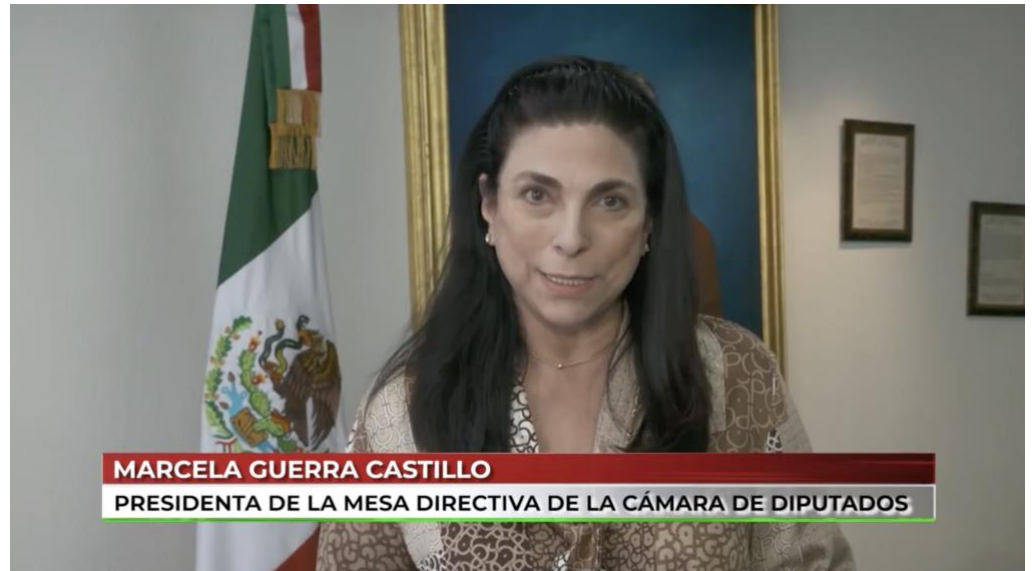 MARCELA GUERRA CASTILLO
PRESIDENTA DE LA MESA DIRECTIVA DE LA CÁMARA DE DIPUTADOS